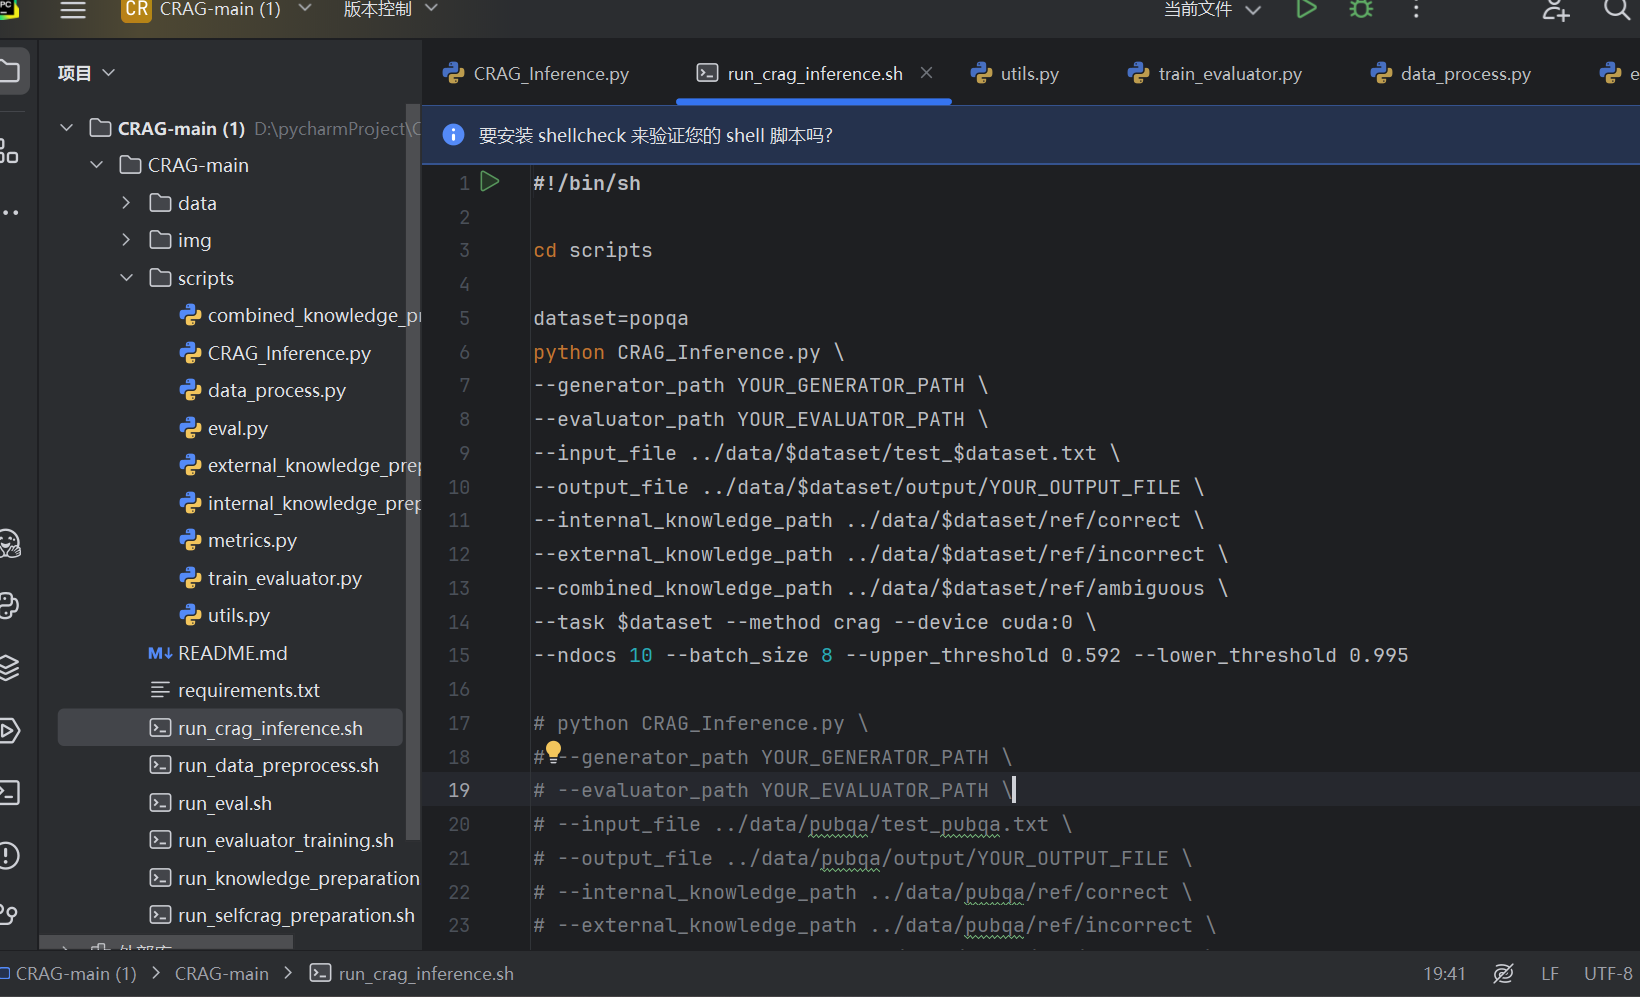 PC
CR CRAG-main (1)
版本控制
当前文件
项目
CRAG_Inference.py
run_crag_inference.sh
utils.py
train_evaluator.py
data_process.py
e
CRAG-main (1) D:\pycharmProject\C
CRAG-main
data
img
scripts
combined_knowledge_pr
CRAG_Inference.py
data_process.py
eval.py
external_knowledge_prep
internal_knowledge_prep
metrics.py
train_evaluator.py
utils.py
M↓ README.md
requirements.txt
run_crag_inference.sh
run_data_preprocess.sh
run_eval.sh
run_evaluator_training.sh
run_knowledge_preparation
run_selfcrag_preparation.sh
外部库
要安装 shellcheck 来验证您的 shell 脚本吗?
1 #!/bin/sh
2
3 cd scripts
4
5 dataset=popqa
6 python CRAG_Inference.py \
7 --generator_path YOUR_GENERATOR_PATH \
8 --evaluator_path YOUR_EVALUATOR_PATH \
9 --input_file ../data/$dataset/test_$dataset.txt \
10 --output_file ../data/$dataset/output/YOUR_OUTPUT_FILE \
11 --internal_knowledge_path ../data/$dataset/ref/correct \
12 --external_knowledge_path ../data/$dataset/ref/incorrect \
13 --combined_knowledge_path ../data/$dataset/ref/ambiguous \
14 --task $dataset --method crag --device cuda:0 \
15 --ndocs 10 --batch_size 8 --upper_threshold 0.592 --lower_threshold 0.995
16
17 # python CRAG_Inference.py \
18 # --generator_path YOUR_GENERATOR_PATH \
19 # --evaluator_path YOUR_EVALUATOR_PATH \
20 # --input_file ../data/pubqa/test_pubqa.txt \
21 # --output_file ../data/pubqa/output/YOUR_OUTPUT_FILE \
22 # --internal_knowledge_path ../data/pubqa/ref/correct \
23 # --external_knowledge_path ../data/pubqa/ref/incorrect \
CRAG-main (1) > CRAG-main > run_crag_inference.sh
19:41 LF UTF-8